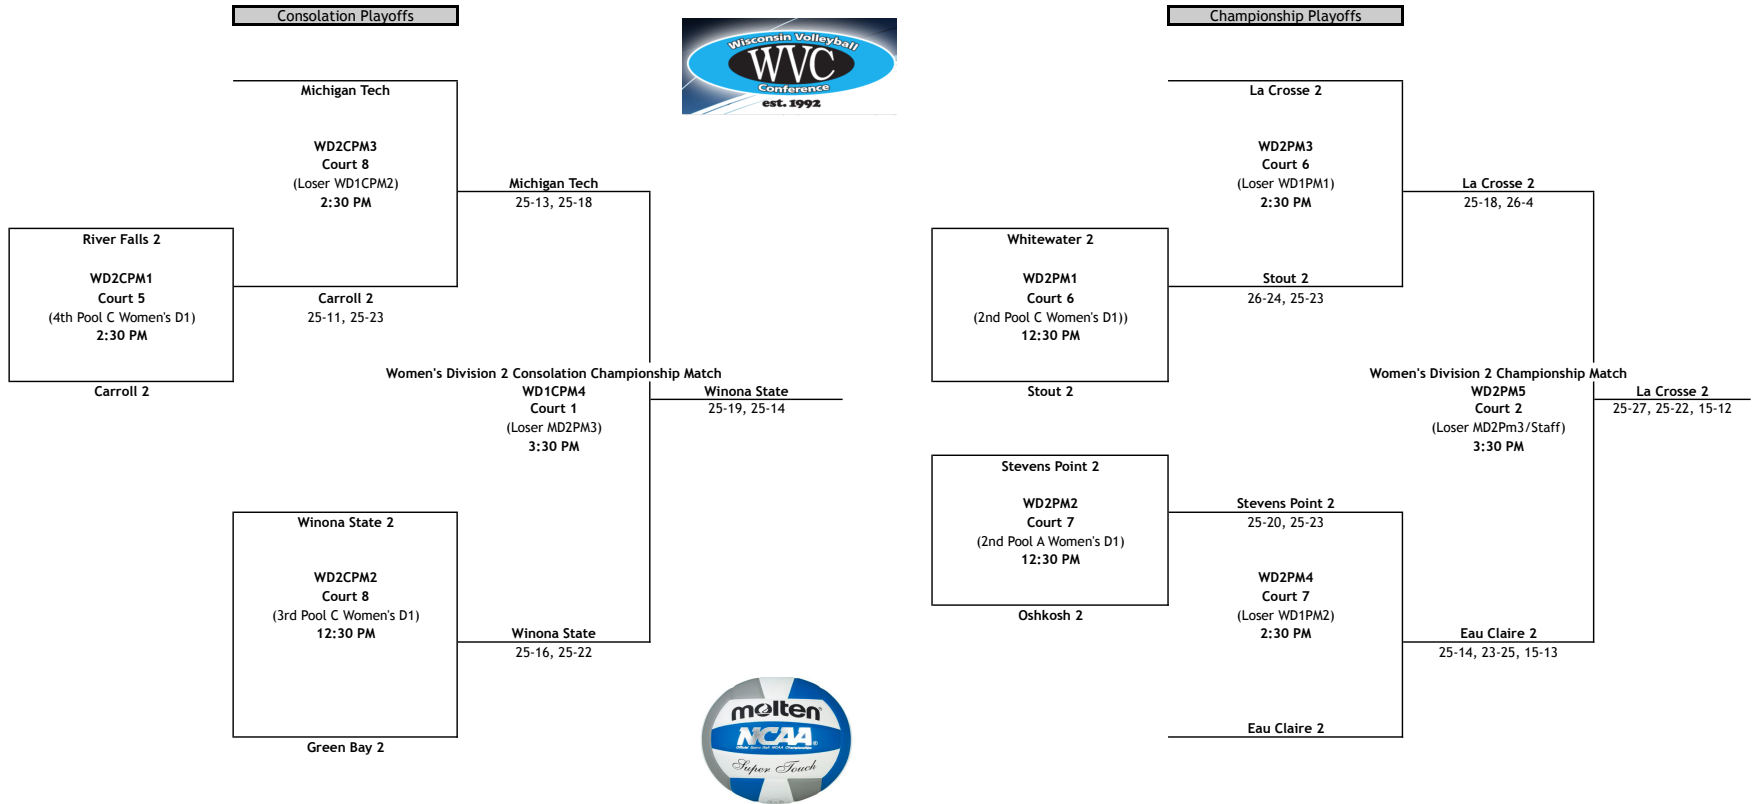 Consolation Playoffs
Championship Playoffs
Wisconsin Volleyball
WVC
Conference
est. 1992
Michigan Tech
WD2CPM3
Court 8
(Loser WD1CPM2)
2:30 PM
Michigan Tech
25-13, 25-18
River Falls 2
WD2CPM1
Court 5
(4th Pool C Women's D1)
2:30 PM
Carroll 2
25-11, 25-23
Carroll 2
Women's Division 2 Consolation Championship Match
WD1CPM4
Court 1
(Loser MD2PM3)
3:30 PM
Winona State
25-19, 25-14
Winona State 2
WD2CPM2
Court 8
(3rd Pool C Women's D1)
12:30 PM
Winona State
25-16, 25-22
Green Bay 2
La Crosse 2
WD2PM3
Court 6
(Loser WD1PM1)
2:30 PM
La Crosse 2
25-18, 26-4
Whitewater 2
WD2PM1
Court 6
(2nd Pool C Women's D1))
12:30 PM
Stout 2
26-24, 25-23
Stout 2
Women's Division 2 Championship Match
WD2PM5
Court 2
(Loser MD2Pm3/Staff)
3:30 PM
La Crosse 2
25-27, 25-22, 15-12
Stevens Point 2
WD2PM2
Court 7
(2nd Pool A Women's D1)
12:30 PM
Stevens Point 2
25-20, 25-23
Oshkosh 2
WD2PM4
Court 7
(Loser WD1PM2)
2:30 PM
Eau Claire 2
25-14, 23-25, 15-13
Eau Claire 2
molten
NCAA®
Super Touch